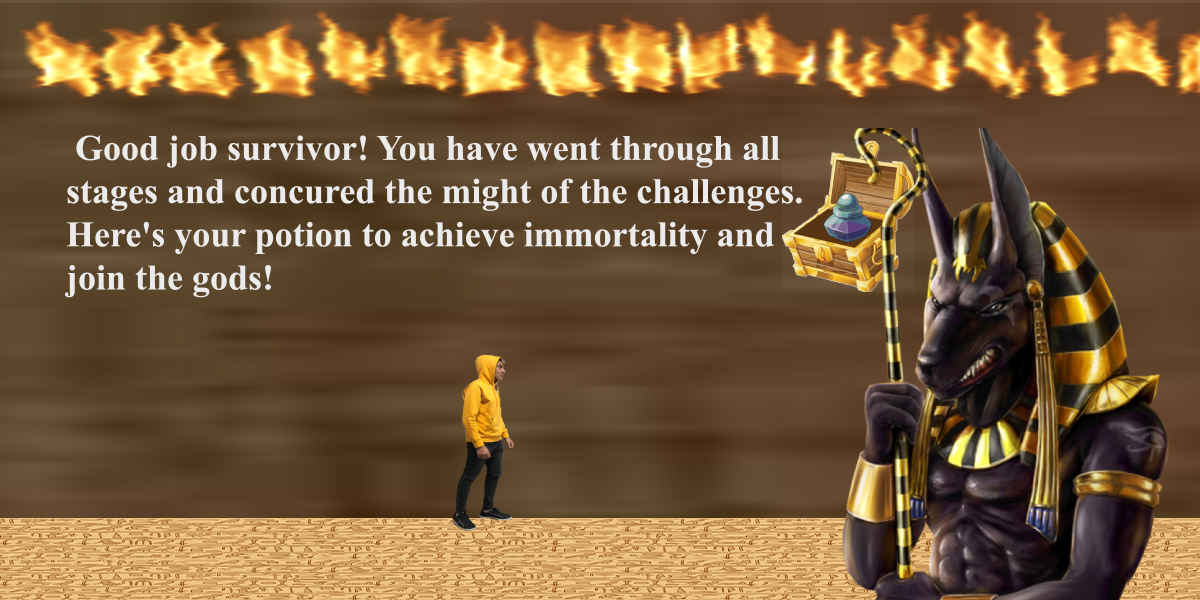 Good job survivor! You have went through all
stages and concured the might of the challenges.
Here's your potion to achieve immortality and
join the gods!